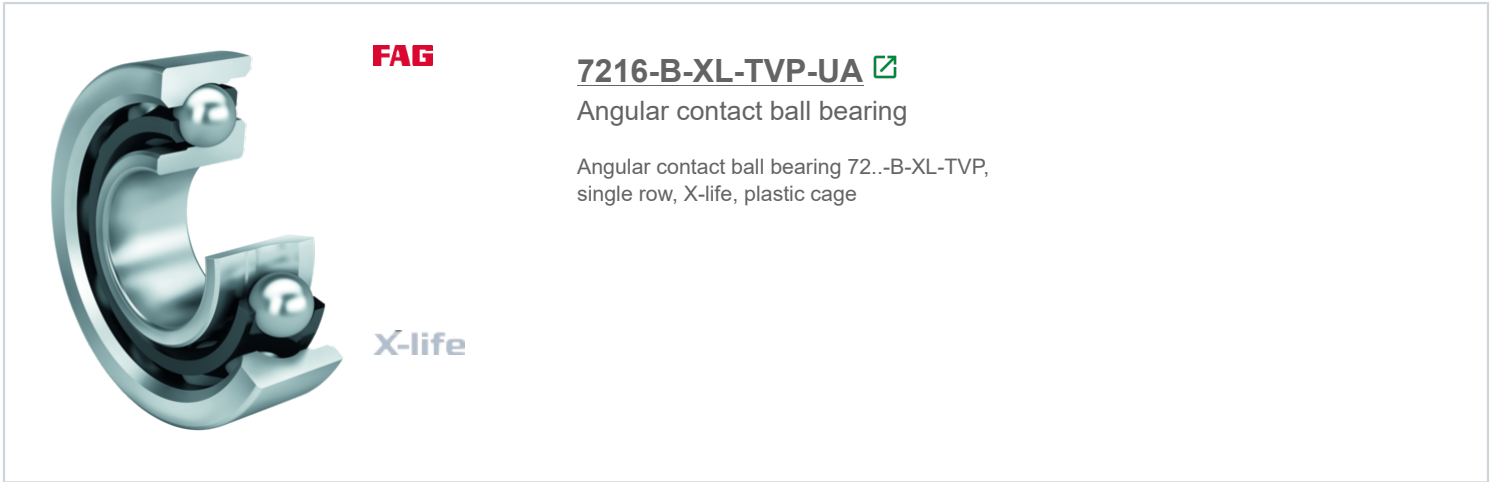 FAG
7216-B-XL-TVP-UA
Angular contact ball bearing
Angular contact ball bearing 72..-B-XL-TVP,
single row, X-life, plastic cage
X-life